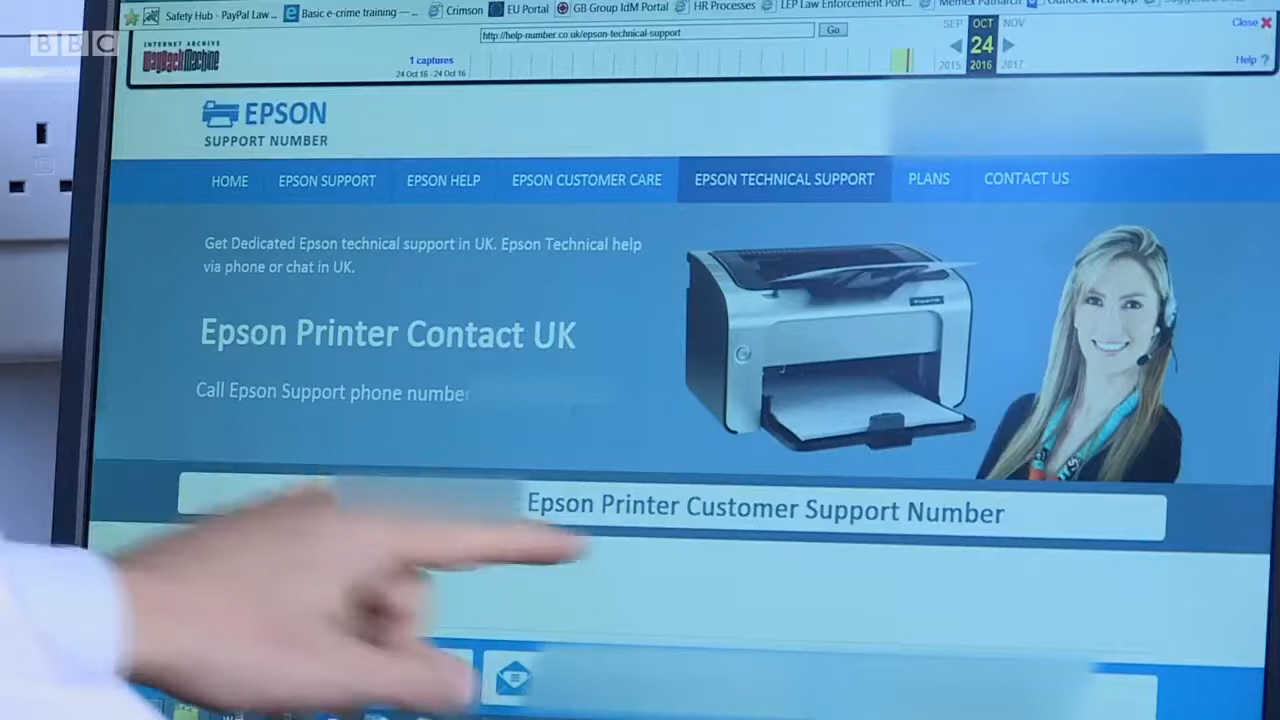 Safety Hub - PayPal Law ...
Basic e-crime training —...
Crimson
EU Portal
GB Group IdM Portal
HR Processes
LEP Law Enforcement Port...
Memex Patriarch
Outlook Web App
BBC
INTERNET ARCHIVE
WayBackMachine
http://help-number.co.uk/epson-technical-support
Go
SEP OCT NOV
Close
1 captures
24
24 Oct 16 - 24 Oct 16
2015 2016 2017
Help ?
EPSON
SUPPORT NUMBER
HOME EPSON SUPPORT EPSON HELP EPSON CUSTOMER CARE EPSON TECHNICAL SUPPORT PLANS CONTACT US
Get Dedicated Epson technical support in UK. Epson Technical help
via phone or chat in UK.
Epson Printer Contact UK
Call Epson Support phone number
Epson Printer Customer Support Number